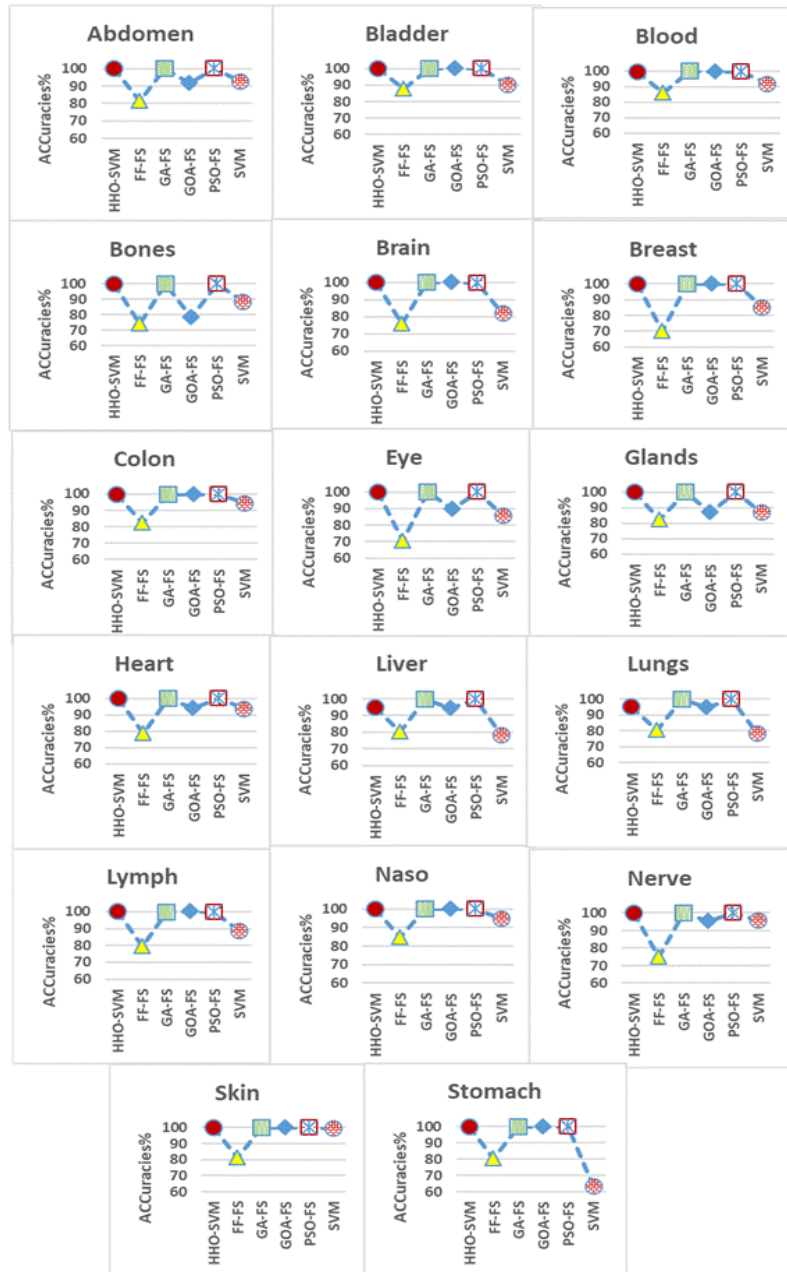 Abdomen
ACCuracies%
100
90
80
70
60
HHO-SVM
FF-FS
GA-FS
GOA-FS
PSO-FS
SVM
Bladder
ACCuracies%
100
90
80
70
60
HHO-SVM
FF-FS
GA-FS
GOA-FS
PSO-FS
SVM
Blood
ACCuracies%
100
90
80
70
60
HHO-SVM
FF-FS
GA-FS
GOA-FS
PSO-FS
SVM
Bones
ACCuracies%
100
90
80
70
60
HHO-SVM
FF-FS
GA-FS
GOA-FS
PSO-FS
SVM
Brain
ACCuracies%
100
90
80
70
60
HHO-SVM
FF-FS
GA-FS
GOA-FS
PSO-FS
SVM
Breast
ACCuracies%
100
90
80
70
60
HHO-SVM
FF-FS
GA-FS
GOA-FS
PSO-FS
SVM
Colon
ACCuracies%
100
90
80
70
60
HHO-SVM
FF-FS
GA-FS
GOA-FS
PSO-FS
SVM
Eye
ACCuracies%
100
90
80
70
60
HHO-SVM
FF-FS
GA-FS
GOA-FS
PSO-FS
SVM
Glands
ACCuracies%
100
90
80
70
60
HHO-SVM
FF-FS
GA-FS
GOA-FS
PSO-FS
SVM
Heart
ACCuracies%
100
90
80
70
60
HHO-SVM
FF-FS
GA-FS
GOA-FS
PSO-FS
SVM
Liver
ACCuracies%
100
90
80
70
60
HHO-SVM
FF-FS
GA-FS
GOA-FS
PSO-FS
SVM
Lungs
ACCuracies%
100
90
80
70
60
HHO-SVM
FF-FS
GA-FS
GOA-FS
PSO-FS
SVM
Lymph
ACCuracies%
100
90
80
70
60
HHO-SVM
FF-FS
GA-FS
GOA-FS
PSO-FS
SVM
Naso
ACCuracies%
100
90
80
70
60
HHO-SVM
FF-FS
GA-FS
GOA-FS
PSO-FS
SVM
Nerve
ACCuracies%
100
90
80
70
60
HHO-SVM
FF-FS
GA-FS
GOA-FS
PSO-FS
SVM
Skin
ACCuracies%
100
90
80
70
60
HHO-SVM
FF-FS
GA-FS
GOA-FS
PSO-FS
SVM
Stomach
ACCuracies%
100
90
80
70
60
HHO-SVM
FF-FS
GA-FS
GOA-FS
PSO-FS
SVM